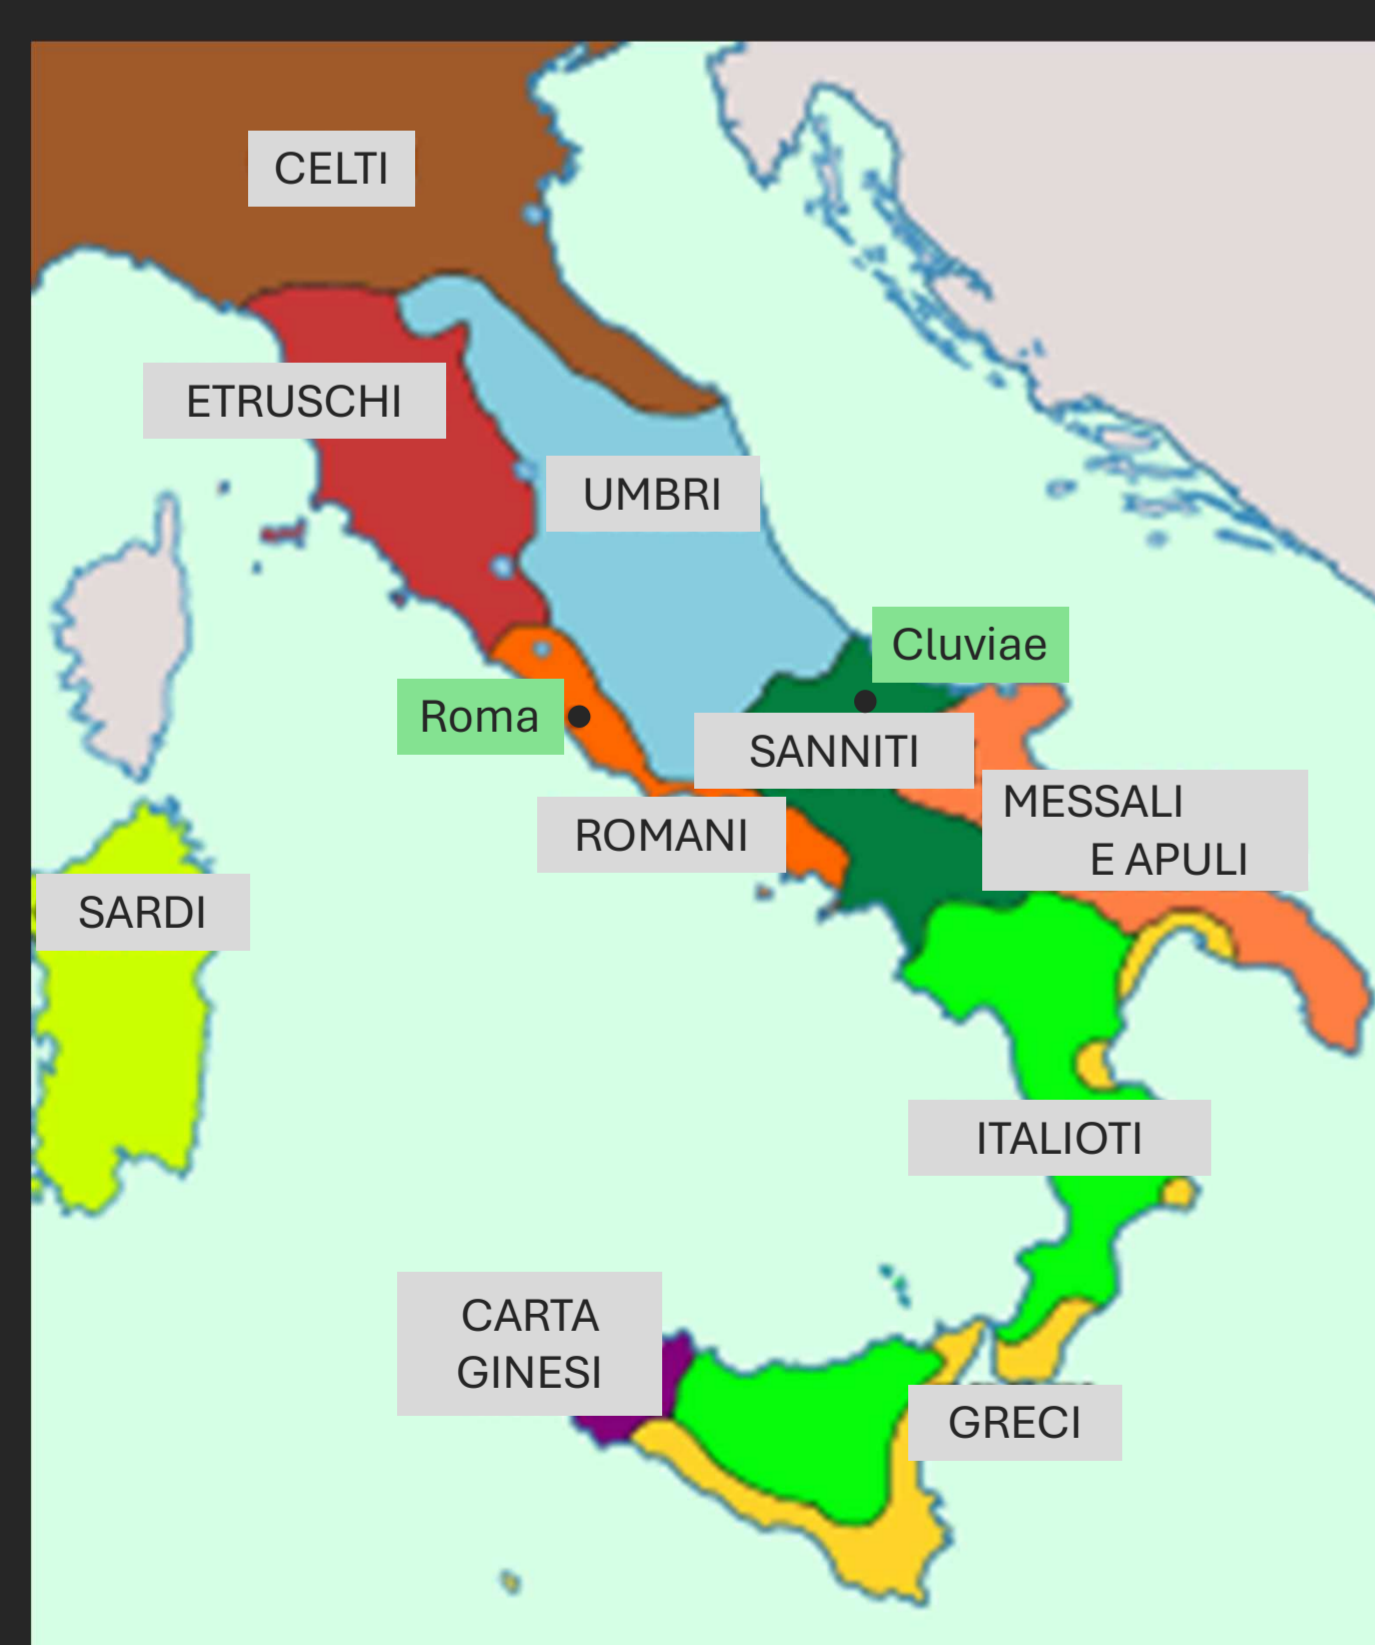 CELTI
ETRUSCHI
UMBRI
Cluviae
Roma
SANNITI
MESSALI
E APULI
ROMANI
SARDI
ITALIOTI
CARTA
GINESI
GRECI